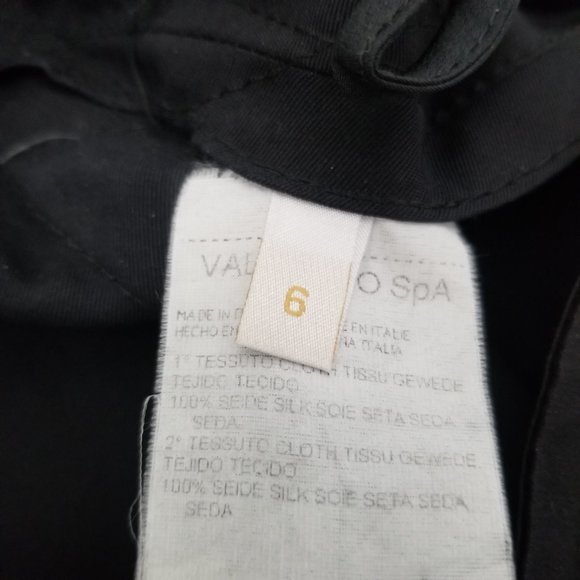 VAL O SpA
6
MADE IN E EN ITALIE
HECHO EN NA ITALIA
1° TESSUTO CLOTH TISSU GEWEDE
TEJIDO TECIDO
100% SEIDE SILK SOIE SETA SEDA
SEDA.
2° TESSUTO CLOTH TISSU GEWEDE
TEJIDO TECIDO
100% SEIDE SILK SOIE SETA SEDA
SEDA